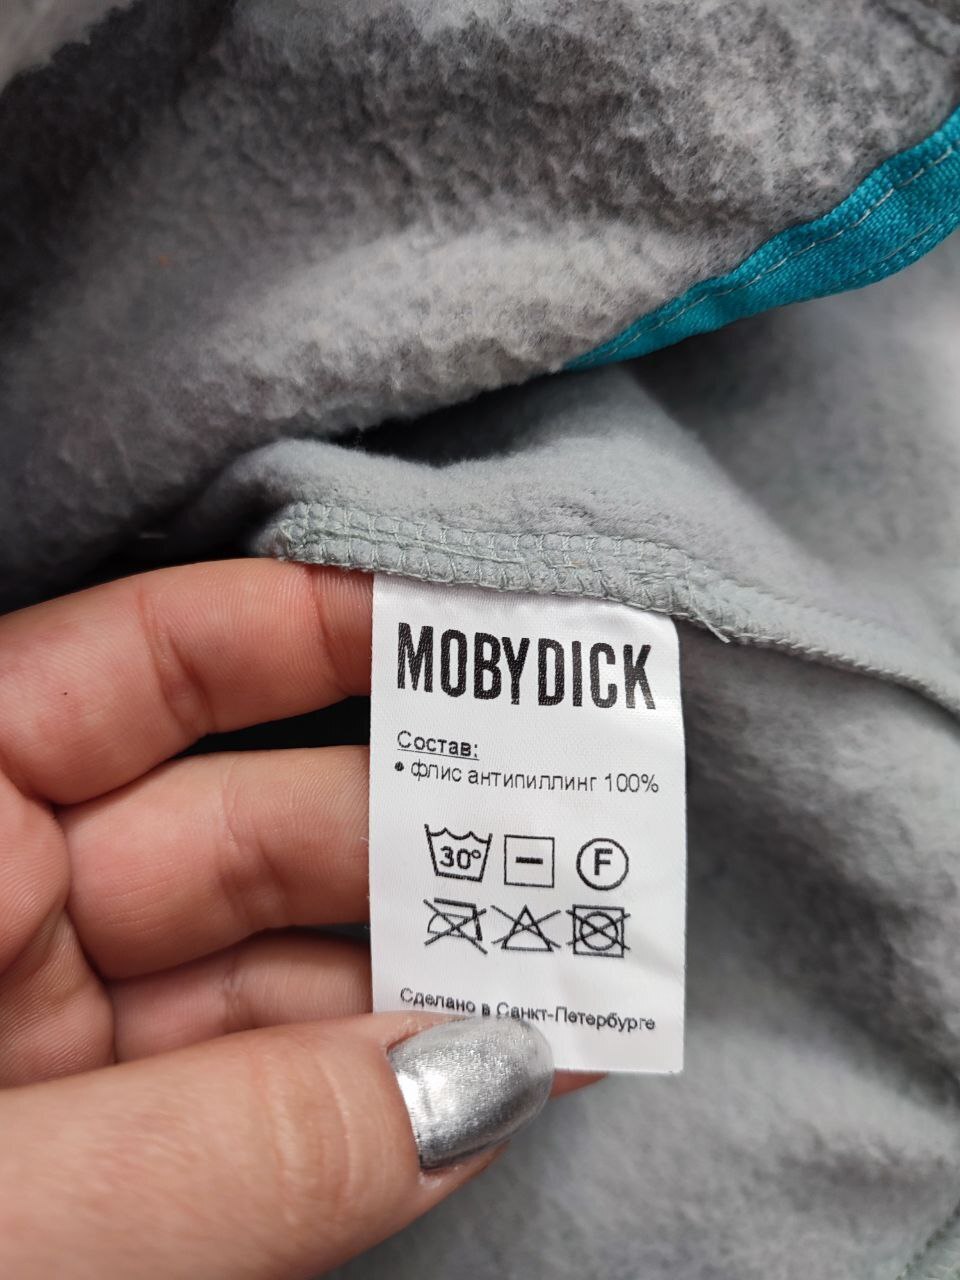 MOBYDICK
Состав:
• флис антипиллинг 100%
30°
F
Сделано в Санкт-Петербурге